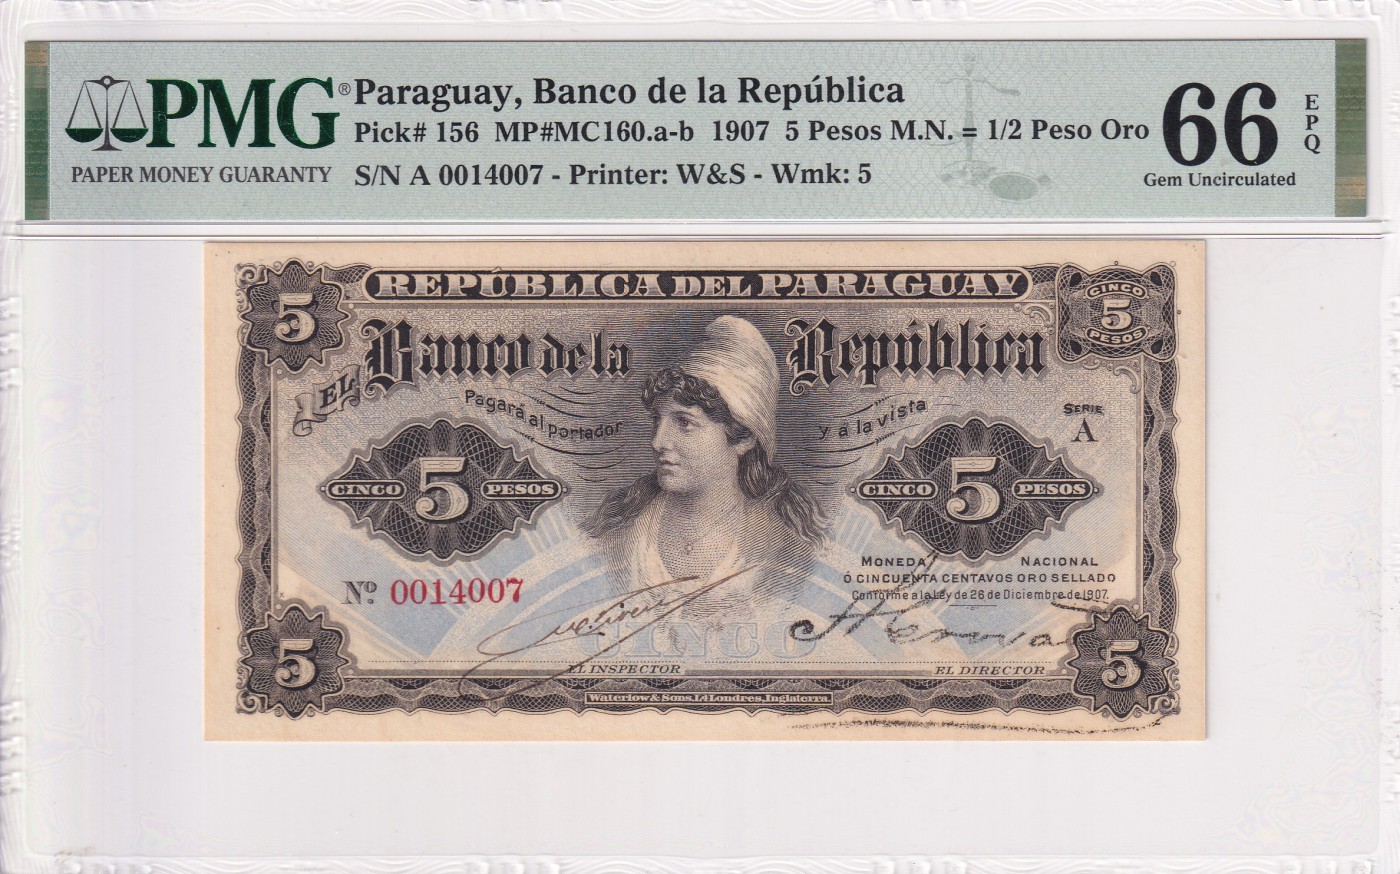 PMG®
PAPER MONEY GUARANTY
Paraguay, Banco de la República
Pick# 156 MP#MC160.a-b 1907 5 Pesos M.N. = 1/2 Peso Oro
S/N A 0014007 - Printer: W&S - Wmk: 5
66 EPQ
Gem Uncirculated
REPÚBLICA DEL PARAGUAY
5
CINCO 5 PESOS
EL Banco de la República
Pagará al portador y á la vista
SERIE A
CINCO 5 PESOS
CINCO 5 PESOS
MONEDA NACIONAL
Ó CINCUENTA CENTAVOS ORO SELLADO
Conforme a la Ley de 26 de Diciembre de 1907.
Nº. 0014007
CINCO
5
5
EL INSPECTOR
EL DIRECTOR
Waterlow & Sons, Ld Londres, Inglaterra.